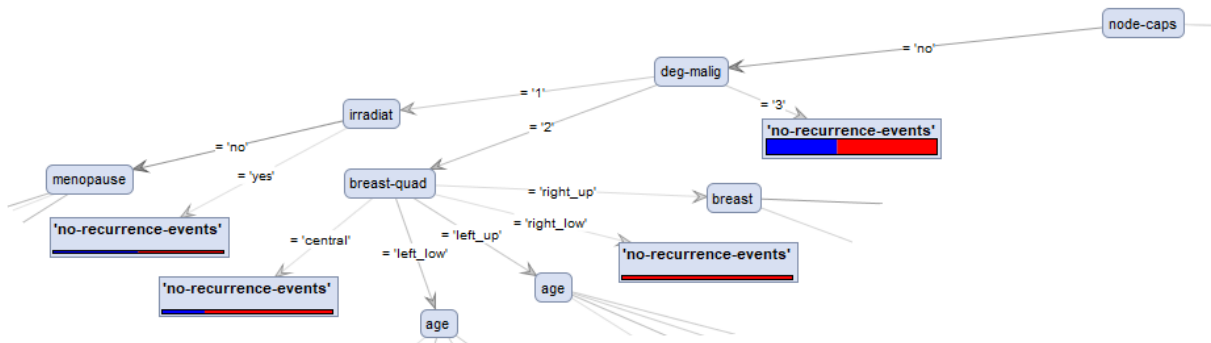 node-caps
= 'no'
deg-malig
= '1'
= '3'
irradiat
= '2'
'no-recurrence-events'
= 'no'
menopause
= 'yes'
breast-quad
= 'right_up'
breast
'no-recurrence-events'
= 'central'
= 'left_low'
= 'left_up'
= 'right_low'
'no-recurrence-events'
'no-recurrence-events'
age
age